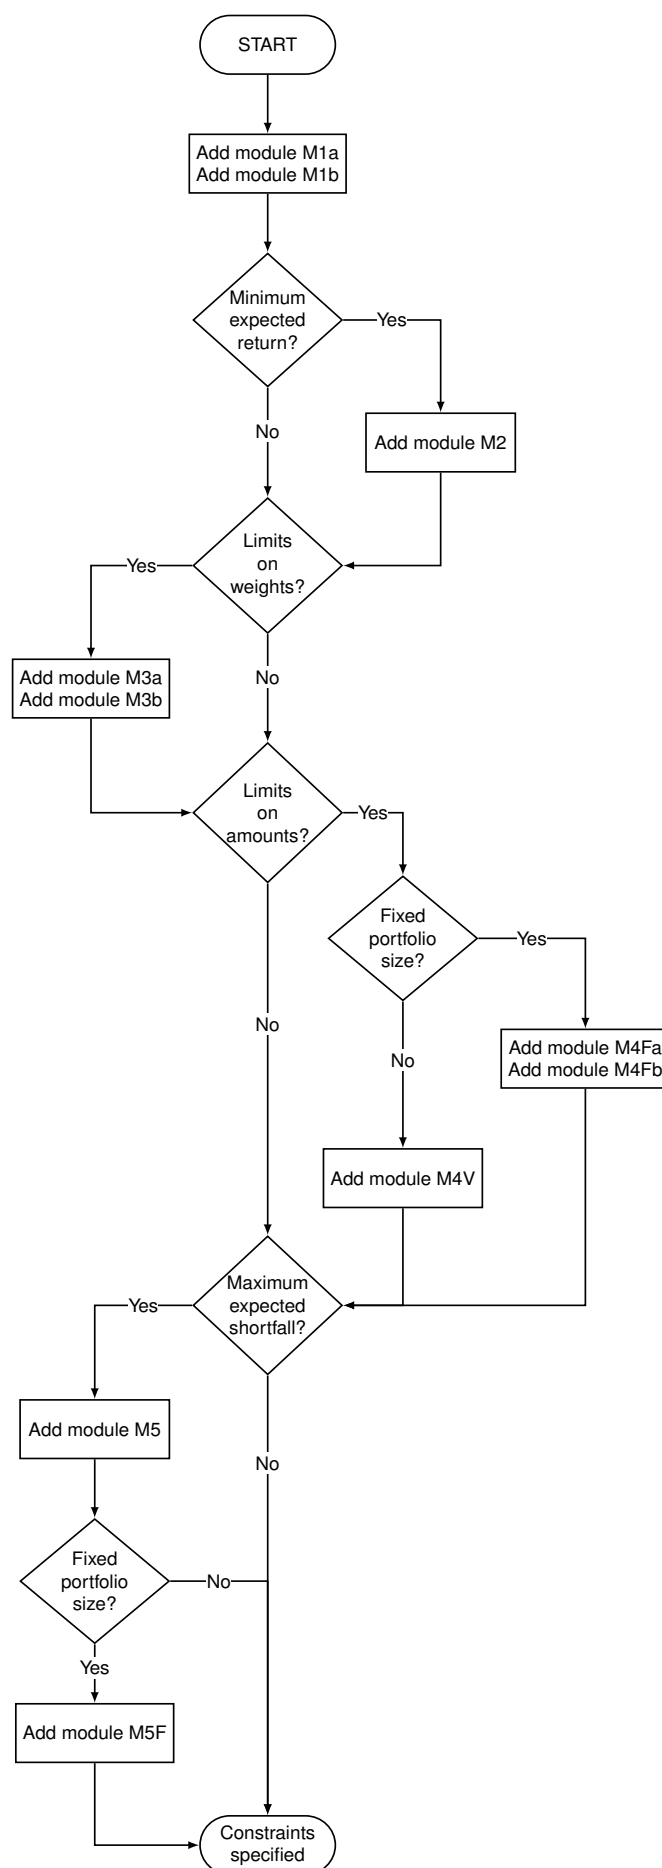 START
Add module M1a
Add module M1b
Minimum
expected
return?
Yes
No
Add module M2
Limits
on
weights?
Yes
No
Add module M3a
Add module M3b
Limits
on
amounts?
Yes
Fixed
portfolio
size?
Yes
No
No
Add module M4Fa
Add module M4Fb
Add module M4V
Maximum
expected
shortfall?
Yes
Add module M5
No
Fixed
portfolio
size?
No
Yes
Add module M5F
Constraints
specified